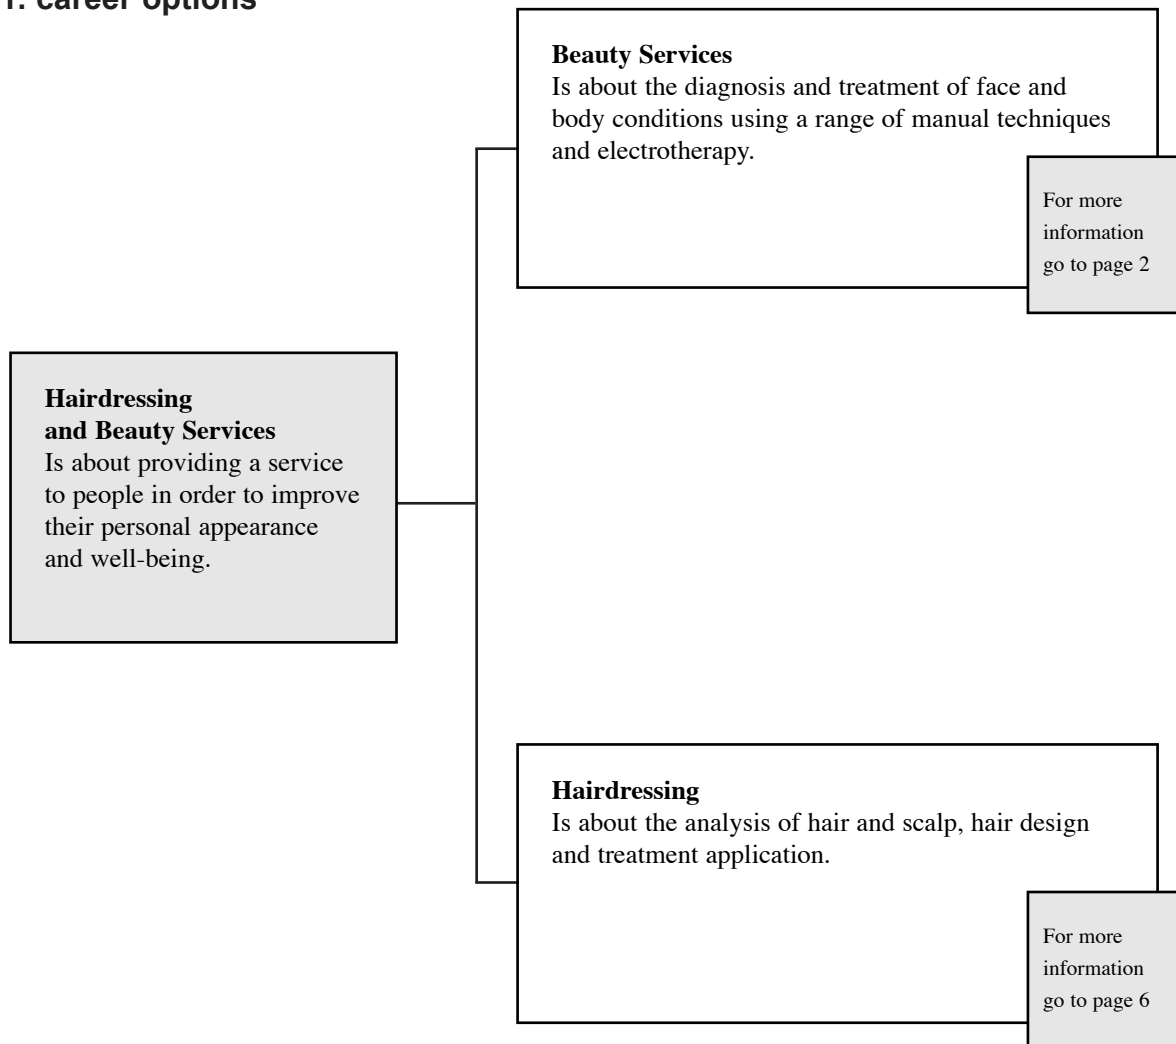 1: career options
Beauty Services
Is about the diagnosis and treatment of face and
body conditions using a range of manual techniques
and electrotherapy.
For more
information
go to page 2
Hairdressing
and Beauty Services
Is about providing a service
to people in order to improve
their personal appearance
and well-being.
Hairdressing
Is about the analysis of hair and scalp, hair design
and treatment application.
For more
information
go to page 6